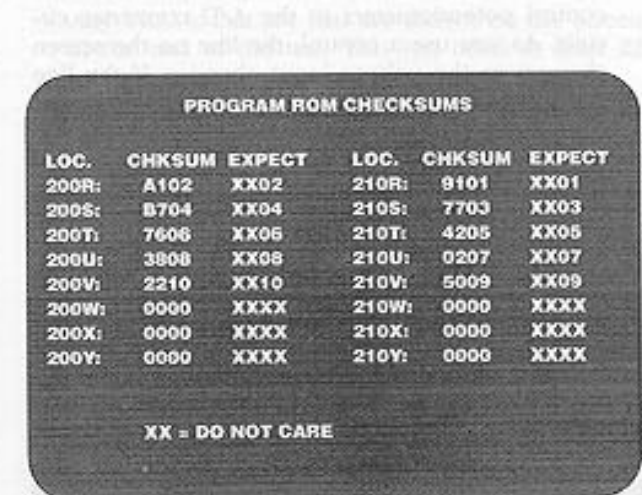 PROGRAM ROM CHECKSUMS
LOC. CHKSUM EXPECT LOC. CHKSUM EXPECT
200R: A102 XX02 210R: 9101 XX01
200S: B704 XX04 210S: 7703 XX03
200T: 7606 XX06 210T: 4205 XX05
200U: 3808 XX08 210U: 0207 XX07
200V: 2210 XX10 210V: 5009 XX09
200W: 0000 XXXX 210W: 0000 XXXX
200X: 0000 XXXX 210X: 0000 XXXX
200Y: 0000 XXXX 210Y: 0000 XXXX
XX = DO NOT CARE